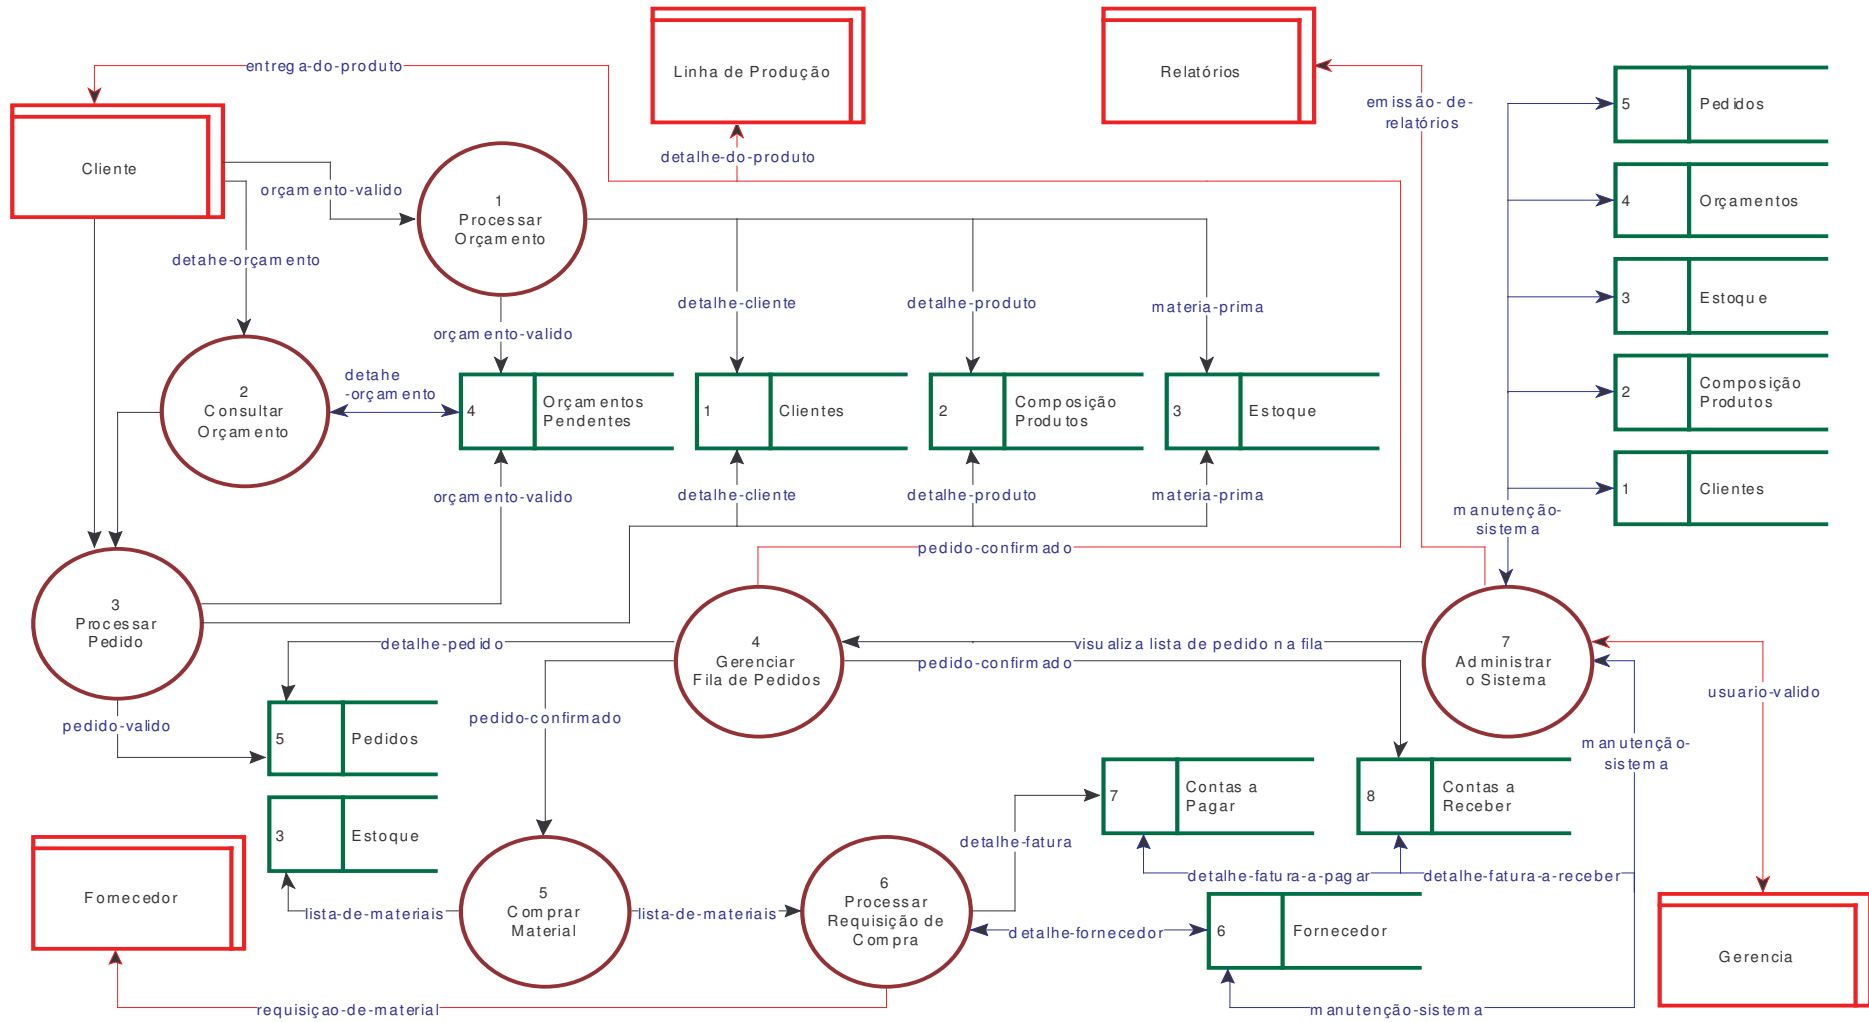 entrega-do-produto
Linha de Produção
Relatórios
emissão-de-
relatórios
5
Pedidos
Cliente
orçamento-valido
detalhe-do-produto
1
Processar
Orçamento
4
Orçamentos
detahe-orçamento
detalhe-cliente
detalhe-produto
materia-prima
3
Estoque
orçamento-valido
2
Consultar
Orçamento
detahe
-orçamento
4
Orçamentos
Pendentes
1
Clientes
2
Composição
Produtos
3
Estoque
2
Composição
Produtos
orçamento-valido
detalhe-cliente
detalhe-produto
materia-prima
1
Clientes
manutenção-
sistema
pedido-confirmado
3
Processar
Pedido
detalhe-pedido
4
Gerenciar
Fila de Pedidos
visualiza lista de pedido na fila
pedido-confirmado
7
Administrar
o Sistema
usuario-valido
pedido-valido
pedido-confirmado
5
Pedidos
manutenção-
sistema
7
Contas a
Pagar
8
Contas a
Receber
3
Estoque
detalhe-fatura
detalhe-fatura-a-pagar
detalhe-fatura-a-receber
Fornecedor
lista-de-materiais
5
Comprar
Material
lista-de-materiais
6
Processar
Requisição de
Compra
detalhe-fornecedor
6
Fornecedor
Gerencia
requisiçao-de-material
manutenção-sistema